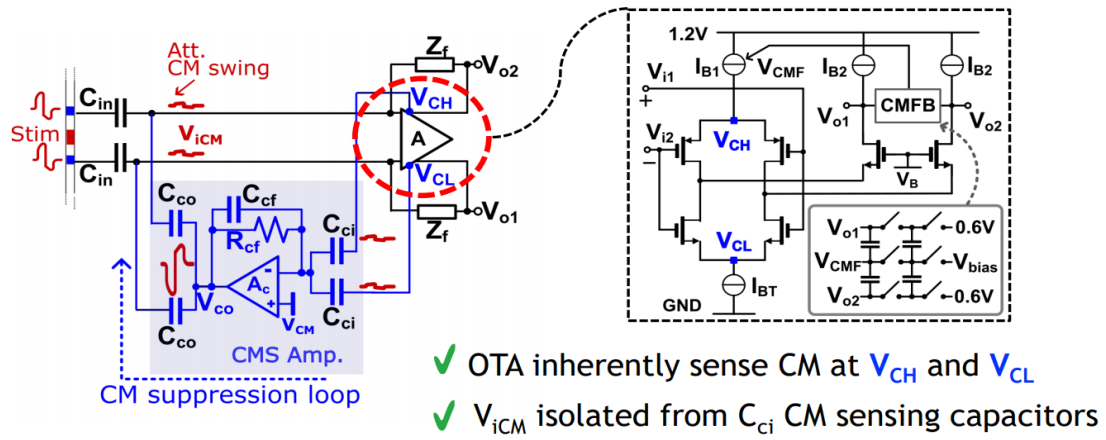 Att.
CM swing
Cin
Stim
ViCM
Cin
Zf
Vo2
VCH
A
VCL
Zf
Vo1
Cco
Ccf
Rcf
Cci
Ac
-
+
VCM
Vco
Cci
Cco
CMS Amp.
CM suppression loop
1.2V
IB1
VCMF
IB2
IB2
Vi1
+
Vo1
CMFB
Vo2
Vi2
−
VCH
VB
VCL
IBT
GND
Vo1 0.6V
VCMF Vbias
Vo2 0.6V
✓ OTA inherently sense CM at VCH and VCL
✓ ViCM isolated from Cci CM sensing capacitors